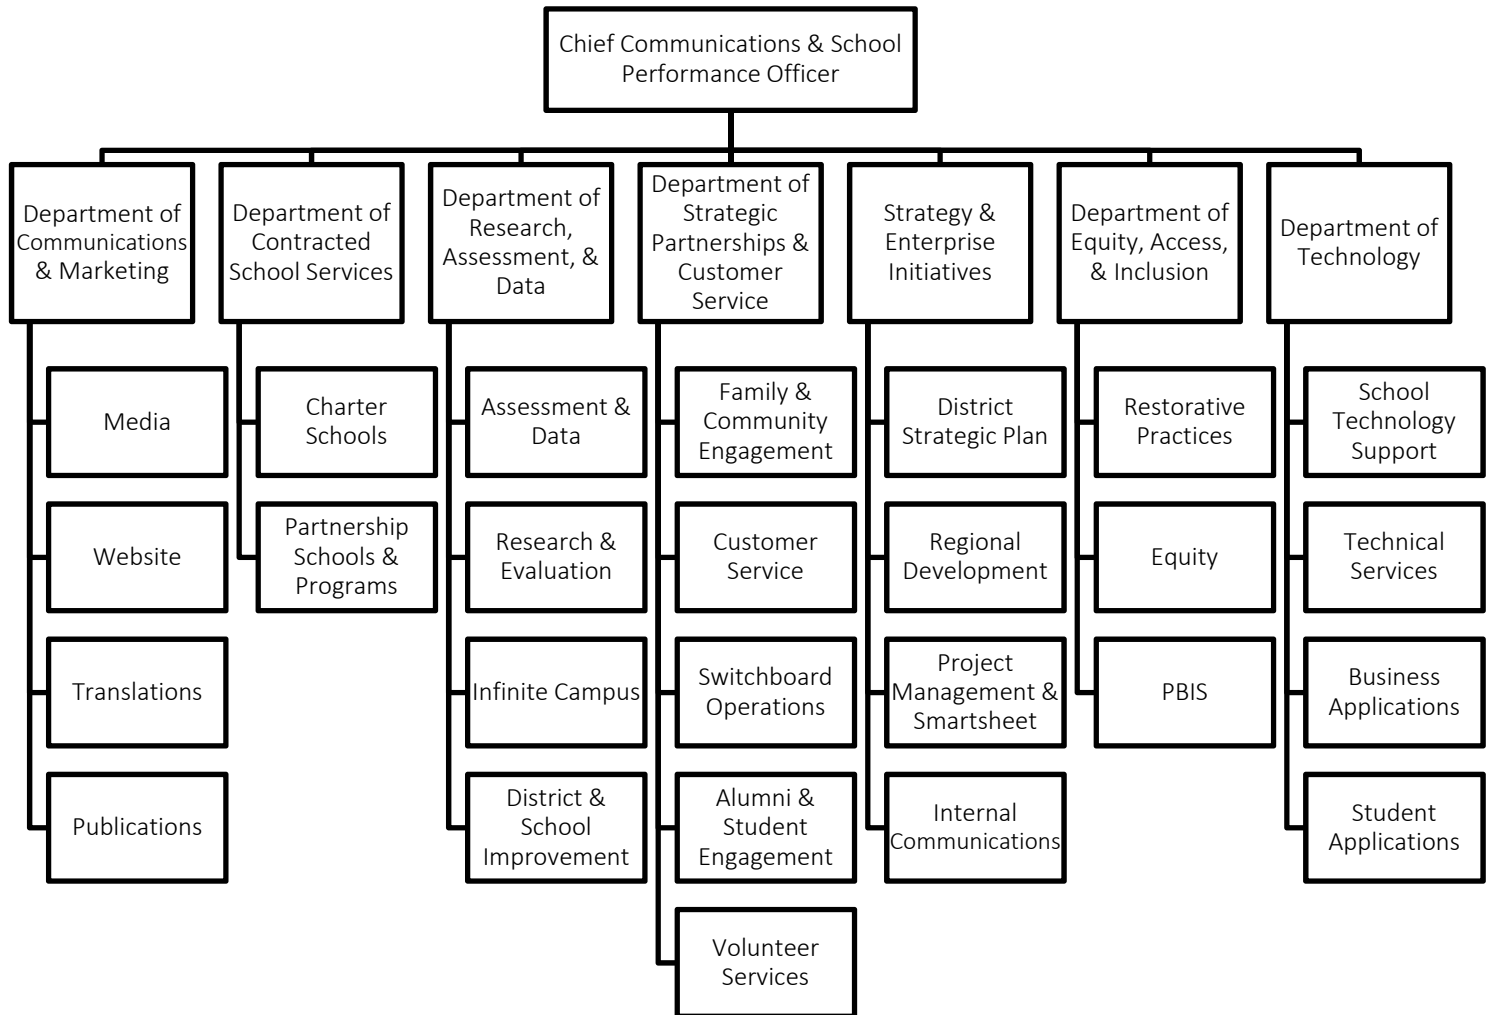 Chief Communications & School
Performance Officer
Department of
Communications
& Marketing
Department of
Contracted
School Services
Department of
Research,
Assessment, &
Data
Department of
Strategic
Partnerships &
Customer
Service
Strategy &
Enterprise
Initiatives
Department of
Equity, Access,
& Inclusion
Department of
Technology
Media
Website
Translations
Publications
Charter
Schools
Partnership
Schools &
Programs
Assessment &
Data
Research &
Evaluation
Infinite Campus
District &
School
Improvement
Family &
Community
Engagement
Customer
Service
Switchboard
Operations
Alumni &
Student
Engagement
Volunteer
Services
District
Strategic Plan
Regional
Development
Project
Management &
Smartsheet
Internal
Communications
Restorative
Practices
Equity
PBIS
School
Technology
Support
Technical
Services
Business
Applications
Student
Applications